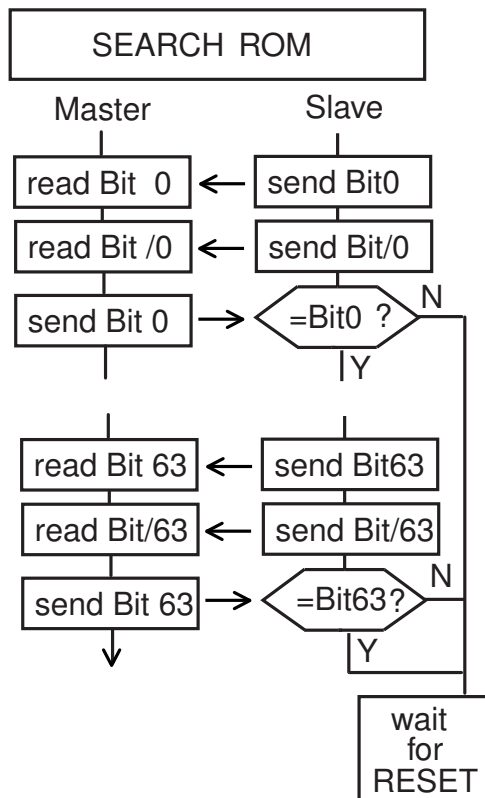 SEARCH ROM
Master Slave
read Bit 0 send Bit0
read Bit /0 send Bit/0
send Bit 0 =Bit0 ? N
Y
read Bit 63 send Bit63
read Bit/63 send Bit/63
send Bit 63 =Bit63? N
Y
wait
for
RESET